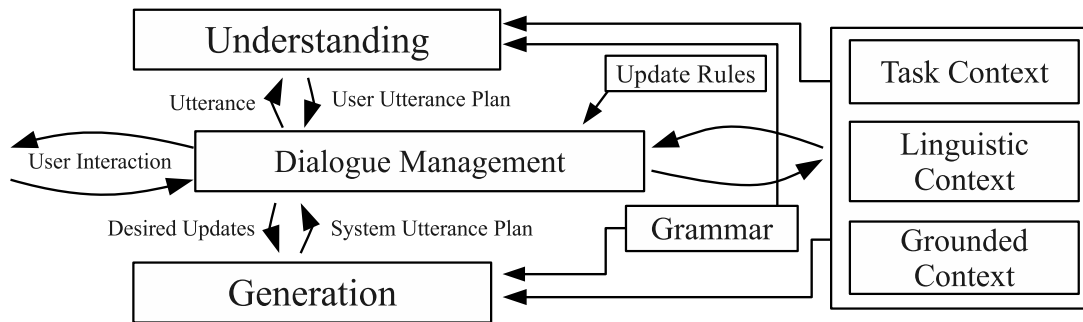 Understanding
Task Context
Update Rules
Utterance
User Utterance Plan
User Interaction
Dialogue Management
Linguistic
Context
Desired Updates
System Utterance Plan
Grammar
Grounded
Context
Generation